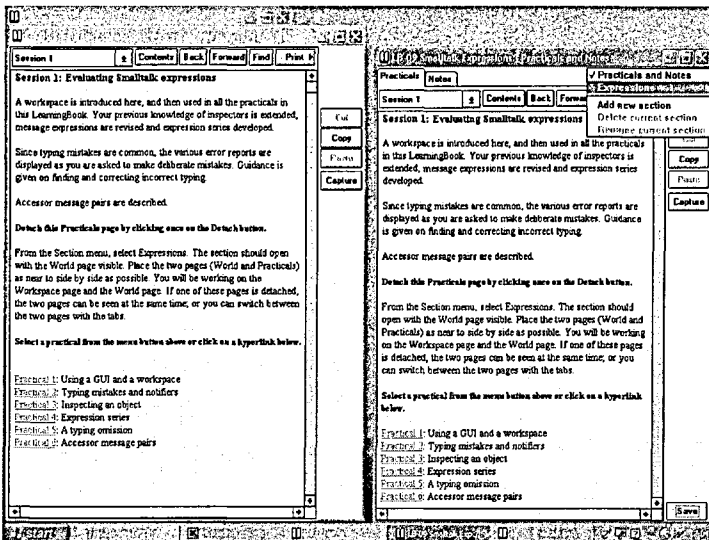 Session 1
Contents
Back
Forward
Find
Print
Session 1: Evaluating Smalltalk expressions
A workspace is introduced here, and then used in all the practicals in
this LearningBook. Your previous knowledge of inspectors is extended,
message expressions are revised and expression series developed.
Since typing mistakes are common, the various error reports are
displayed as you are asked to make deliberate mistakes. Guidance is
given on finding and correcting incorrect typing.
Accessor message pairs are described.
Detach this Practicals page by clicking once on the Detach button.
From the Section menu, select Expressions. The section should open
with the World page visible. Place the two pages (World and Practicals)
as near to side by side as possible. You will be working on the
Workspace page and the World page. If one of these pages is detached,
the two pages can be seen at the same time; or you can switch between
the two pages with the tabs.
Select a practical from the menu button above or click on a hyperlink below.
Practical 1: Using a GUI and a workspace
Practical 2: Typing mistakes and notifiers
Practical 3: Inspecting an object
Practical 4: Expression series
Practical 5: A typing omission
Practical 6: Accessor message pairs
Cut
Copy
Paste
Capture
Smalltalk Expressions : Practicals and Notes
Practicals
Notes
✓ Practicals and Notes
Expressions
Add new section
Delete current section
Rename current section
Session 1
Contents
Back
Forward
Session 1: Evaluating Smalltalk expressions
A workspace is introduced here, and then used in all the practicals
in this LearningBook. Your previous knowledge of inspectors is
extended, message expressions are revised and expression series
developed.
Since typing mistakes are common, the various error reports are
displayed as you are asked to make deliberate mistakes. Guidance
is given on finding and correcting incorrect typing.
Accessor message pairs are described.
Detach this Practicals page by clicking once on the Detach button.
From the Section menu, select Expressions. The section should
open with the World page visible. Place the two pages (World and
Practicals) as near to side by side as possible. You will be working
on the Workspace page and the World page. If one of these pages
is detached, the two pages can be seen at the same time; or you
can switch between the two pages with the tabs.
Select a practical from the menu button above or click on a hyperlink
below.
Practical 1: Using a GUI and a workspace
Practical 2: Typing mistakes and notifiers
Practical 3: Inspecting an object
Practical 4: Expression series
Practical 5: A typing omission
Practical 6: Accessor message pairs
Copy
Paste
Capture
Save
Start